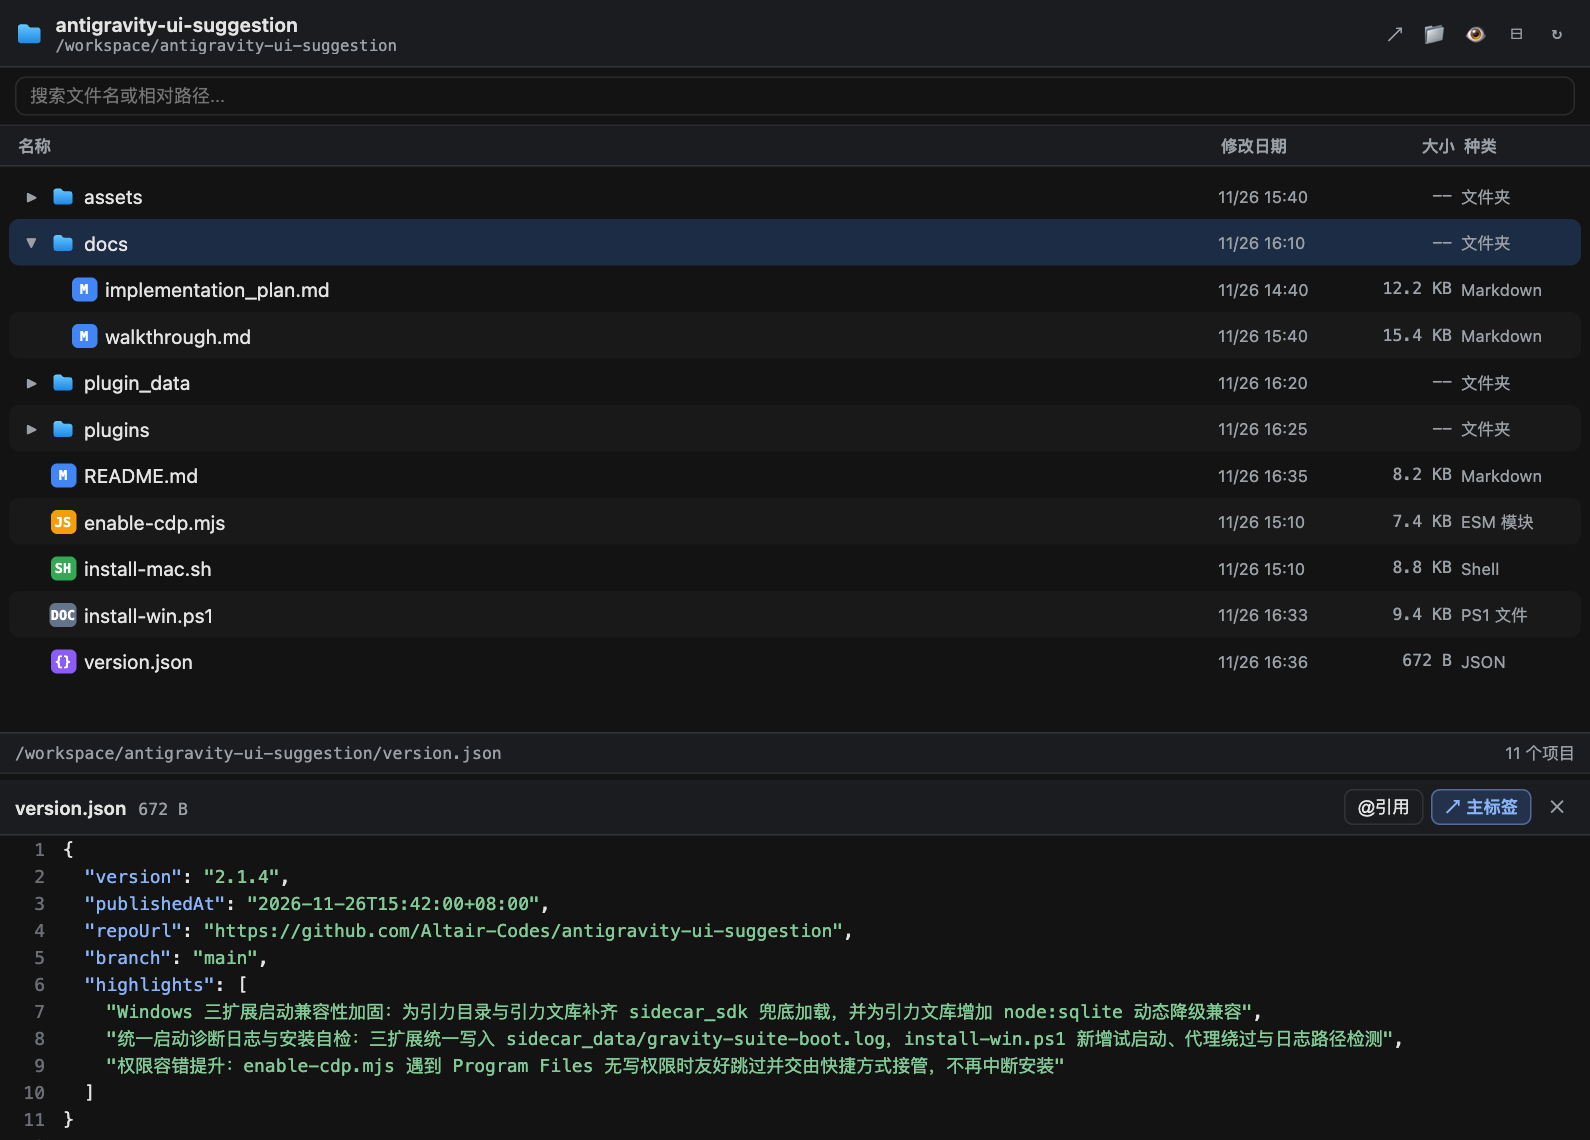 antigravity-ui-suggestion
/workspace/antigravity-ui-suggestion
搜索文件名或相对路径...
名称 修改日期 大小 种类
assets 11/26 15:40 -- 文件夹
docs 11/26 16:10 -- 文件夹
M implementation_plan.md 11/26 14:40 12.2 KB Markdown
M walkthrough.md 11/26 15:40 15.4 KB Markdown
plugin_data 11/26 16:20 -- 文件夹
plugins 11/26 16:25 -- 文件夹
M README.md 11/26 16:35 8.2 KB Markdown
JS enable-cdp.mjs 11/26 15:10 7.4 KB ESM 模块
SH install-mac.sh 11/26 15:10 8.8 KB Shell
DOC install-win.ps1 11/26 16:33 9.4 KB PS1 文件
{} version.json 11/26 16:36 672 B JSON
/workspace/antigravity-ui-suggestion/version.json 11 个项目
version.json 672 B @引用 ↗ 主标签 ×
1 {
2 "version": "2.1.4",
3 "publishedAt": "2026-11-26T15:42:00+08:00",
4 "repoUrl": "https://github.com/Altair-Codes/antigravity-ui-suggestion",
5 "branch": "main",
6 "highlights": [
7 "Windows 三扩展启动兼容性加固：为引力目录与引力文库补齐 sidecar_sdk 兜底加载，并为引力文库增加 node:sqlite 动态降级兼容",
8 "统一启动诊断日志与安装自检：三扩展统一写入 sidecar_data/gravity-suite-boot.log，install-win.ps1 新增试启动、代理绕过与日志路径检测",
9 "权限容错提升：enable-cdp.mjs 遇到 Program Files 无写权限时友好跳过并交由快捷方式接管，不再中断安装"
10 ]
11 }